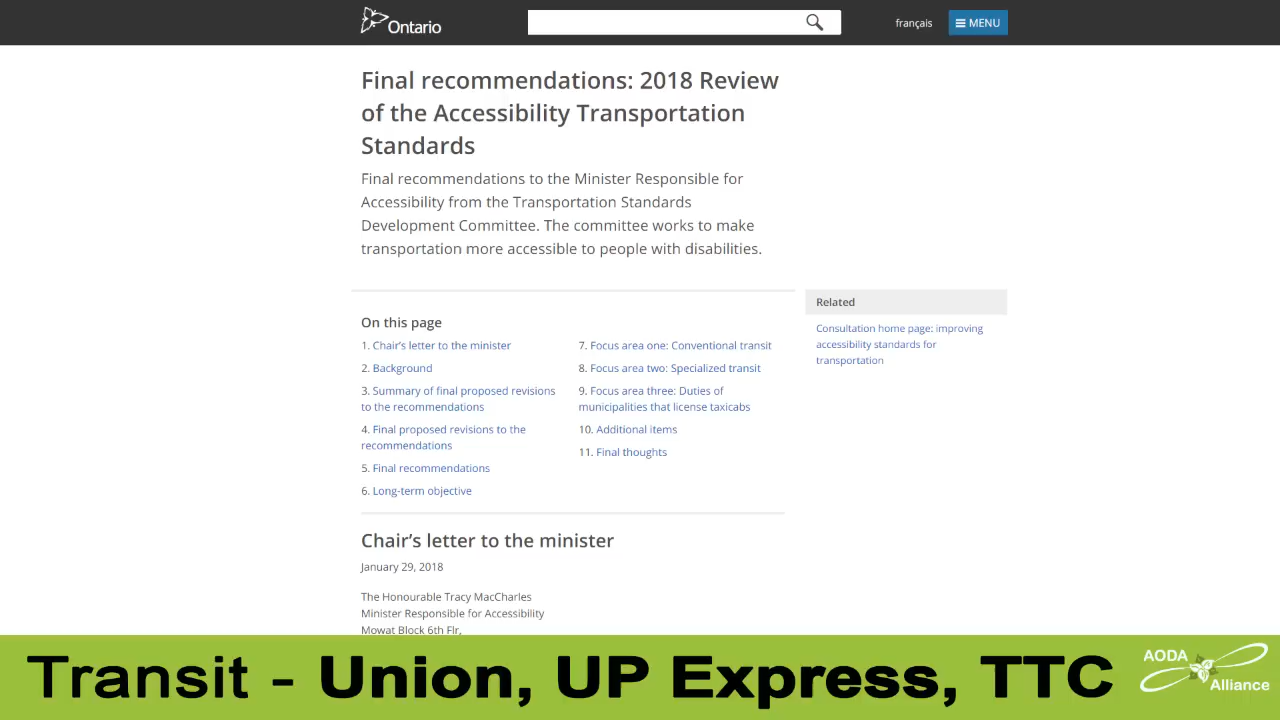 Ontario
français
MENU
Final recommendations: 2018 Review
of the Accessibility Transportation
Standards
Final recommendations to the Minister Responsible for
Accessibility from the Transportation Standards
Development Committee. The committee works to make
transportation more accessible to people with disabilities.
On this page
1. Chair's letter to the minister
2. Background
3. Summary of final proposed revisions
to the recommendations
4. Final proposed revisions to the
recommendations
5. Final recommendations
6. Long-term objective
7. Focus area one: Conventional transit
8. Focus area two: Specialized transit
9. Focus area three: Duties of
municipalities that license taxicabs
10. Additional items
11. Final thoughts
Related
Consultation home page: improving
accessibility standards for
transportation
Chair's letter to the minister
January 29, 2018
The Honourable Tracy MacCharles
Minister Responsible for Accessibility
Mowat Block 6th Flr,
Transit - Union, UP Express, TTC
AODA
Alliance